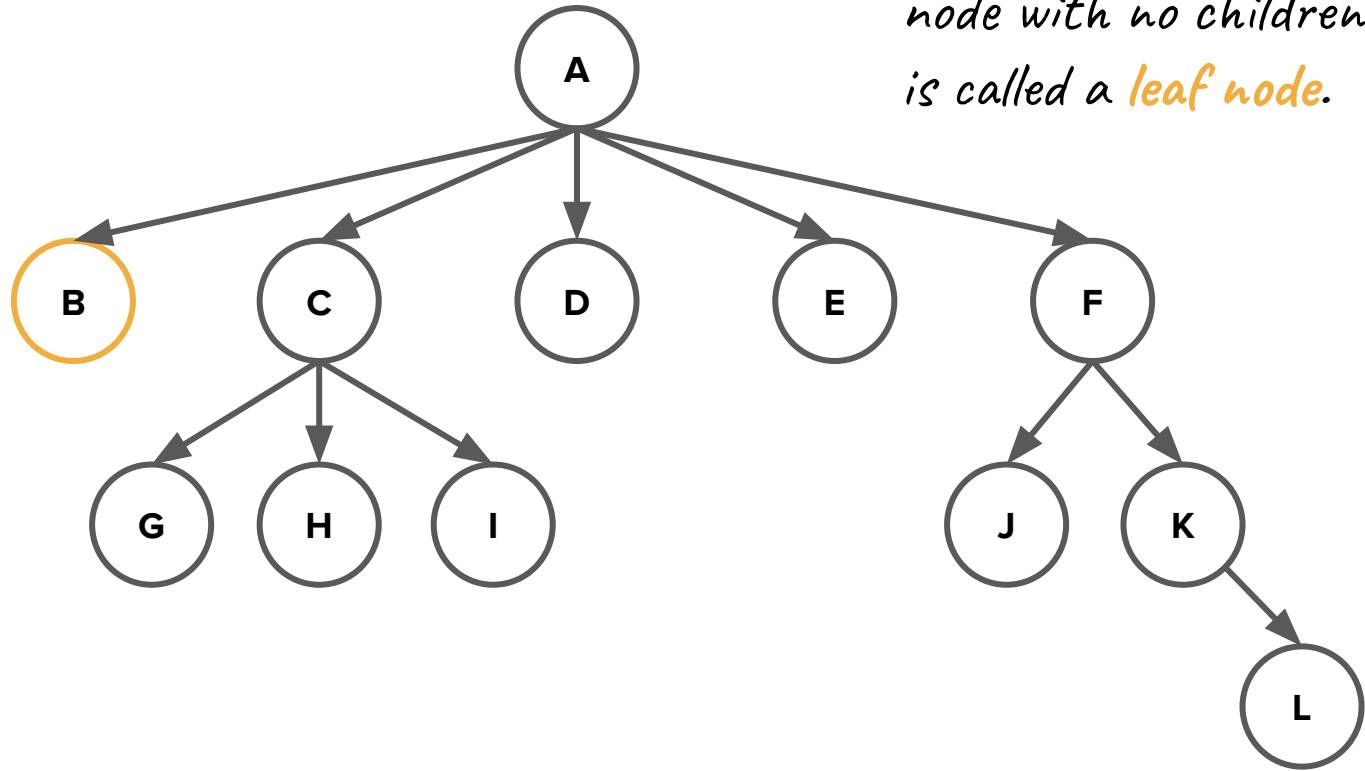 node with no children
is called a leaf node.
A
B C D E F
G H I J K
L